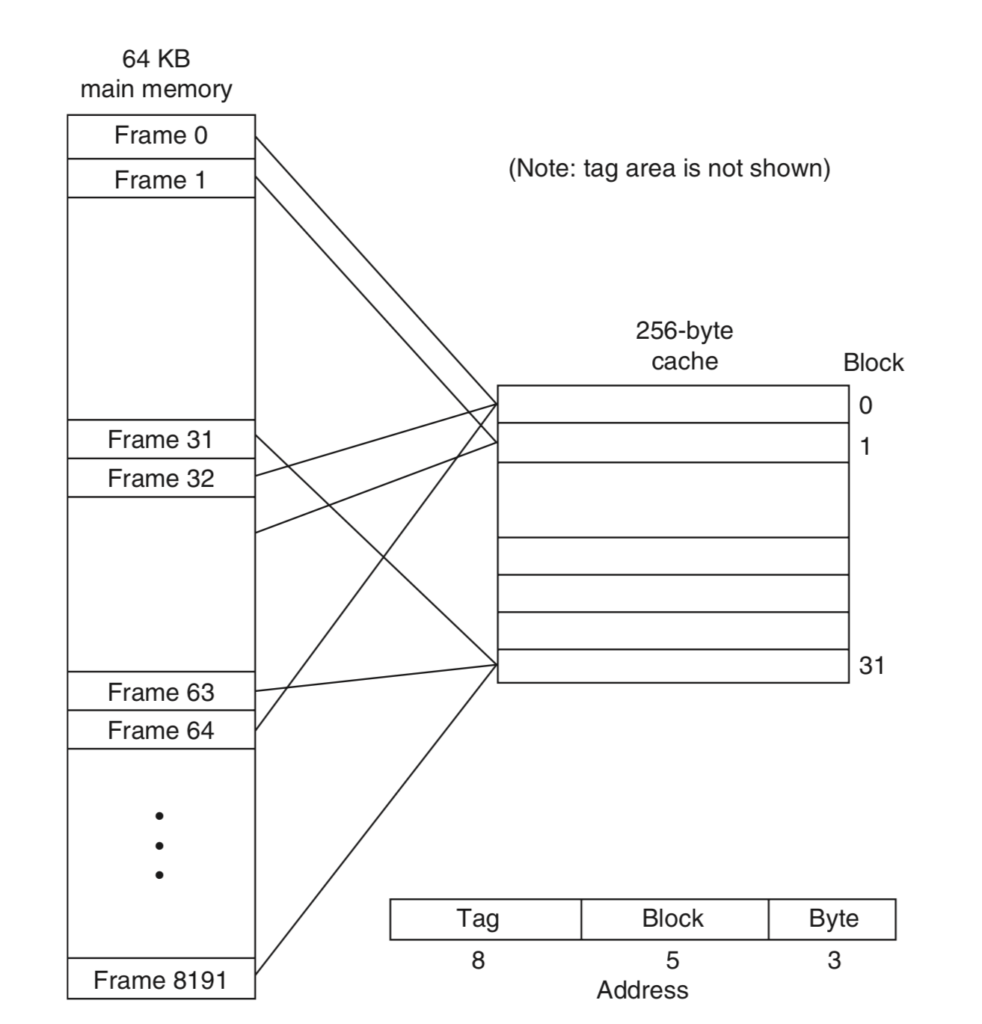 64 KB
main memory
Frame 0
Frame 1
Frame 31
Frame 32
Frame 63
Frame 64
Frame 8191
(Note: tag area is not shown)
256-byte
cache
Block
0
1
31
Tag Block Byte
8 5 3
Address